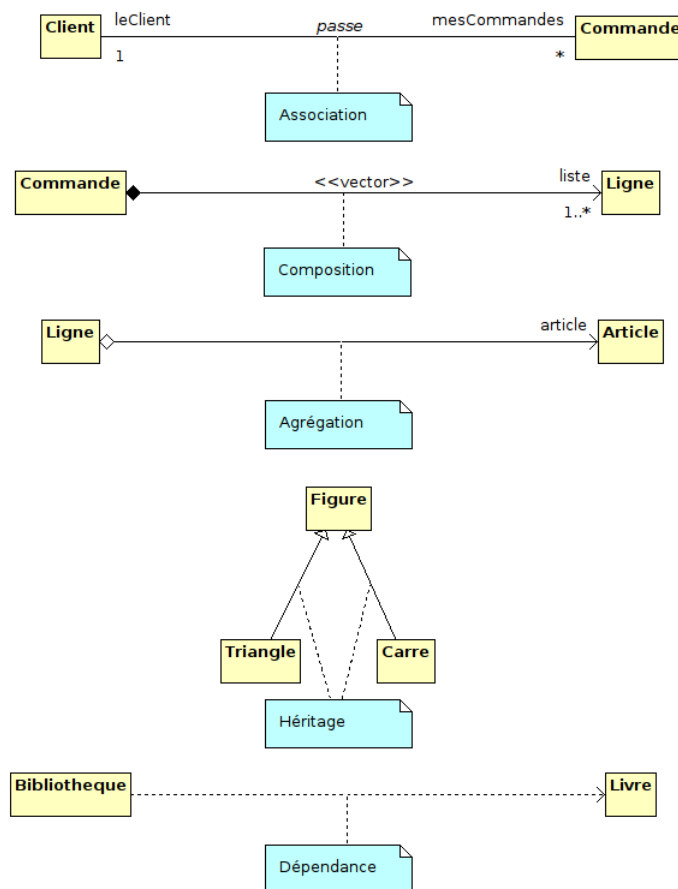 Client
leClient
passe
mesCommandes
Commande
1
*
Association
Commande
<<vector>>
liste
Ligne
1..*
Composition
Ligne
article
Article
Agrégation
Figure
Triangle
Carre
Héritage
Bibliotheque
Livre
Dépendance